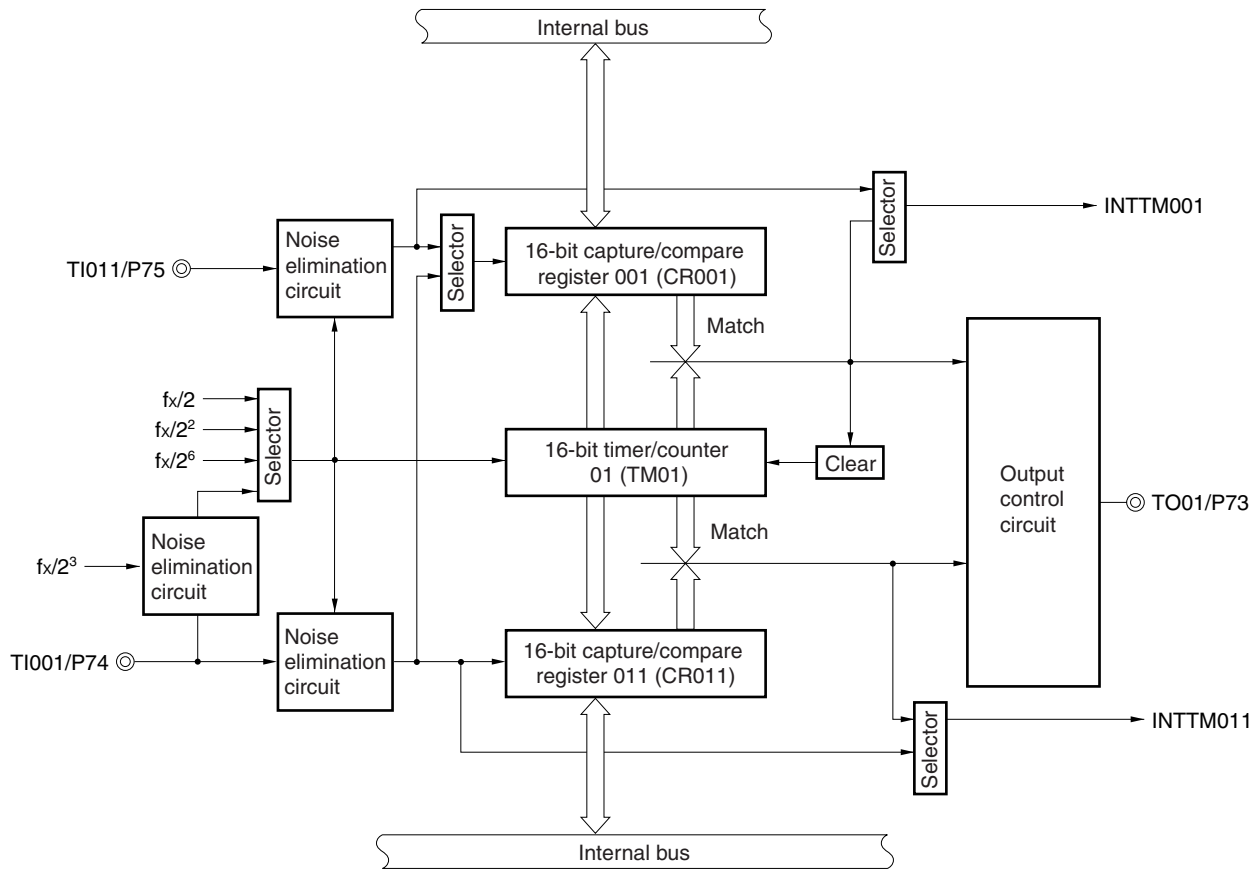 Internal bus
INTTM001
Selector
Noise
elimination
circuit
TI011/P75
Selector
16-bit capture/compare
register 001 (CR001)
Match
fx/2
fx/2²
fx/2⁶
Selector
16-bit timer/counter
01 (TM01)
Clear
Output
control
circuit
TO01/P73
Match
fx/2³
Noise
elimination
circuit
TI001/P74
Noise
elimination
circuit
16-bit capture/compare
register 011 (CR011)
Selector
INTTM011
Internal bus